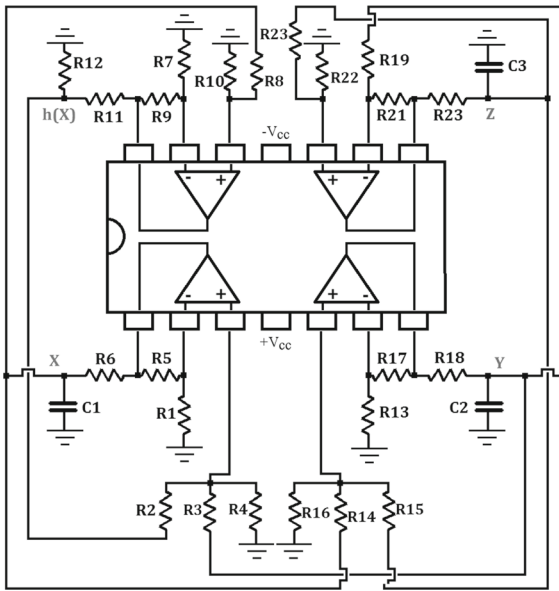 R23
R12
R7
R10
R8
R22
R19
C3
h(X)
R11
R9
R21
R23
Z
-Vcc
-
+
+
-
-
+
+
-
+Vcc
X
R6
R5
R17
R18
Y
C1
R1
R13
C2
R2
R3
R4
R16
R14
R15